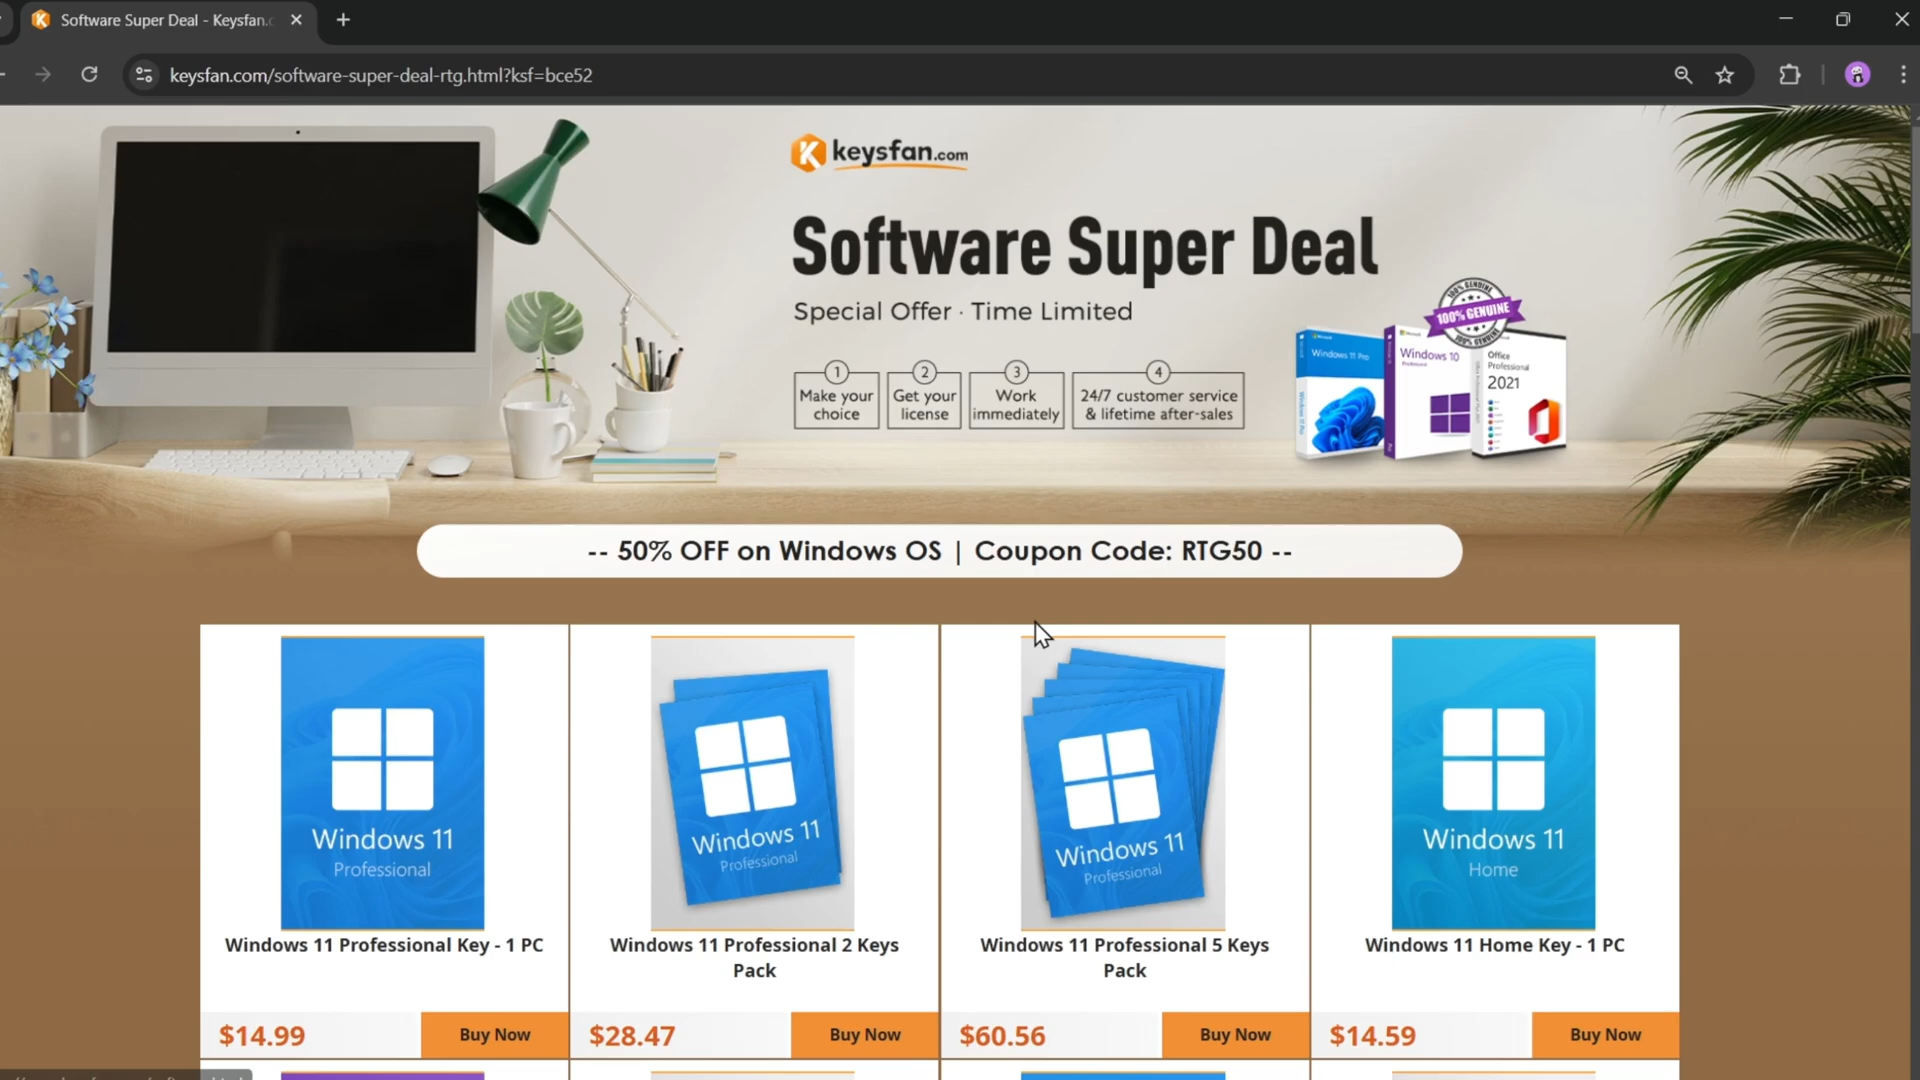 Software Super Deal - Keysfan.c
keysfan.com/software-super-deal-rtg.html?ksf=bce52
keysfan.com
Software Super Deal
Special Offer · Time Limited
100% GENUINE
100% GENUINE
100% GENUINE
Windows 11 Pro
Windows 10
Office
Professional
2021
1
2
3
4
Make your
choice
Get your
license
Work
immediately
24/7 customer service
& lifetime after-sales
-- 50% OFF on Windows OS | Coupon Code: RTG50 --
Windows 11
Professional
Windows 11
Professional
Windows 11
Professional
Windows 11
Home
Windows 11 Professional Key - 1 PC
Windows 11 Professional 2 Keys
Pack
Windows 11 Professional 5 Keys
Pack
Windows 11 Home Key - 1 PC
$14.99
Buy Now
$28.47
Buy Now
$60.56
Buy Now
$14.59
Buy Now